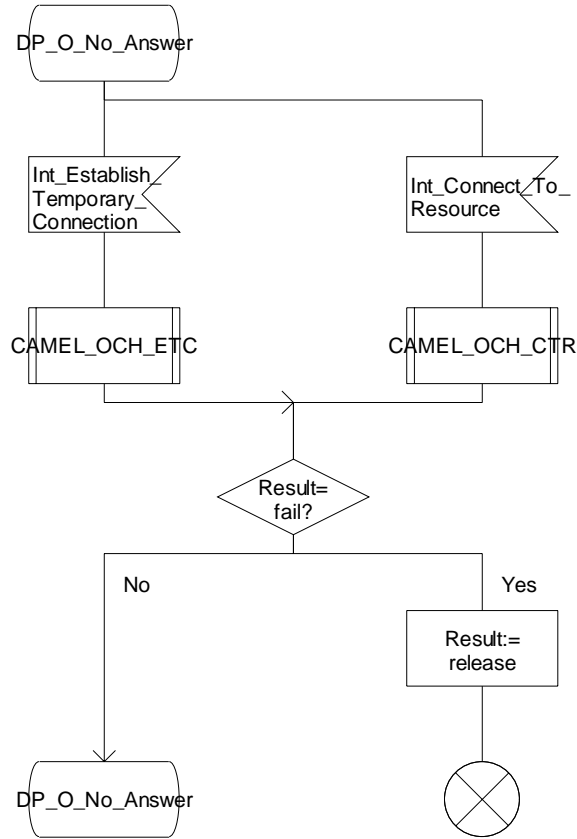 DP_O_No_Answer
Int_Establish_
Temporary_
Connection
Int_Connect_To_
Resource
CAMEL_OCH_ETC
CAMEL_OCH_CTR
Result=
fail?
No
Yes
Result:=
release
DP_O_No_Answer